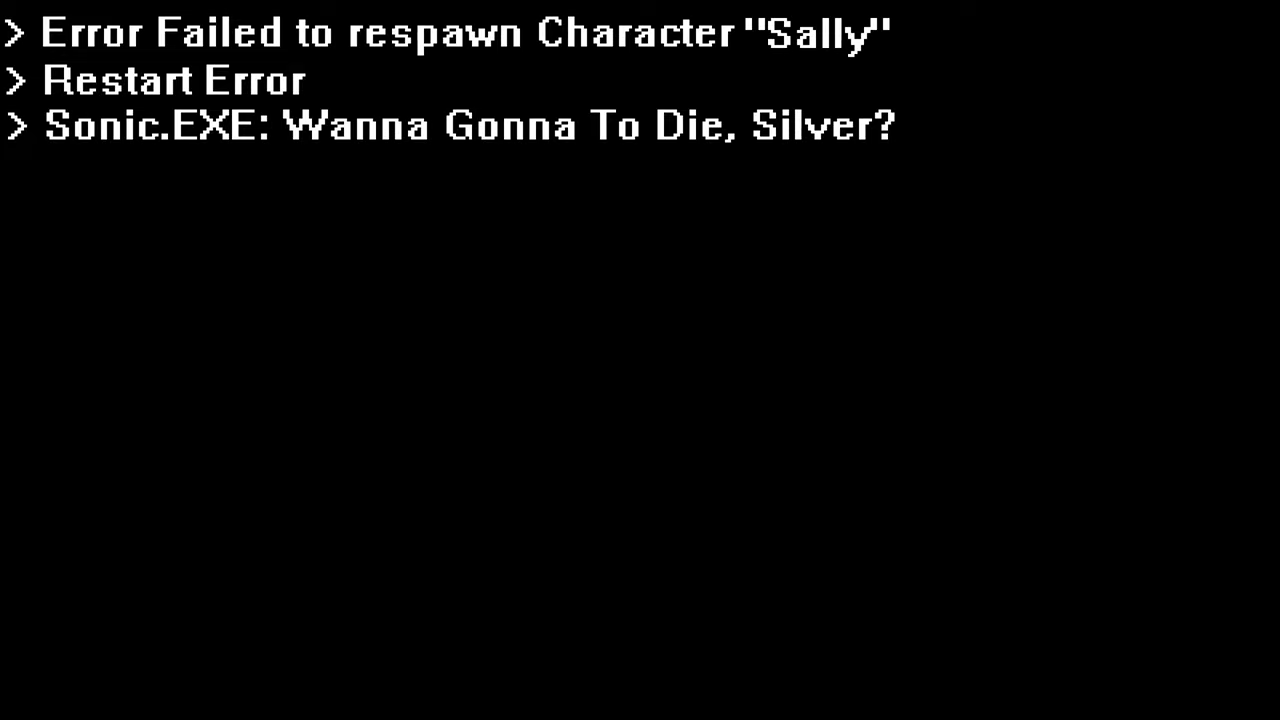 > Error Failed to respawn Character "Sally"
> Restart Error
> Sonic.EXE: Wanna Gonna To Die, Silver?